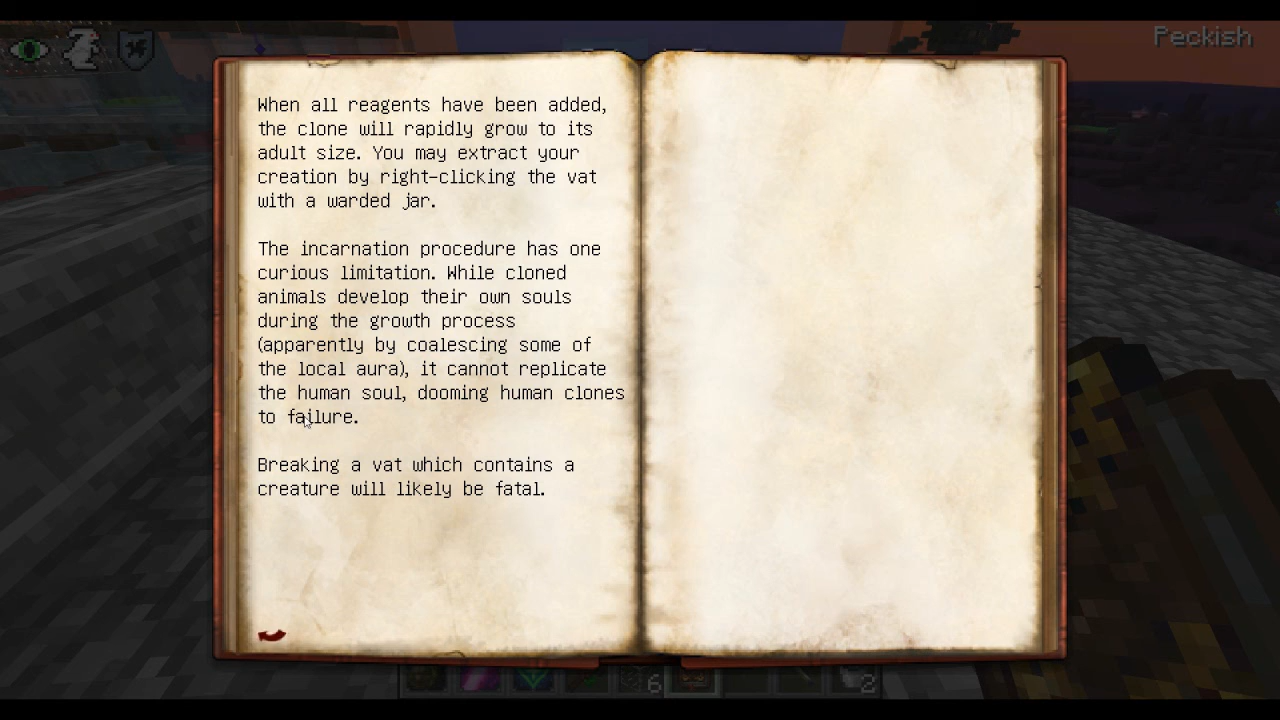 Peckish
When all reagents have been added,
the clone will rapidly grow to its
adult size. You may extract your
creation by right-clicking the vat
with a warded jar.
The incarnation procedure has one
curious limitation. While cloned
animals develop their own souls
during the growth process
(apparently by coalescing some of
the local aura), it cannot replicate
the human soul, dooming human clones
to failure.
Breaking a vat which contains a
creature will likely be fatal.
6
2